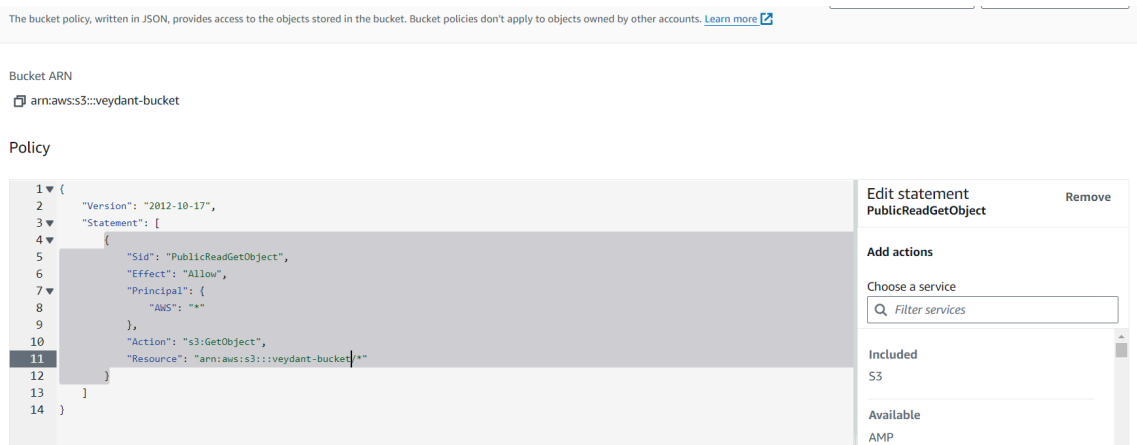 The bucket policy, written in JSON, provides access to the objects stored in the bucket. Bucket policies don't apply to objects owned by other accounts. Learn more
Bucket ARN
arn:aws:s3:::veydant-bucket
Policy
1 {
2 "Version": "2012-10-17",
3 "Statement": [
4 {
5 "Sid": "PublicReadGetObject",
6 "Effect": "Allow",
7 "Principal": {
8 "AWS": "*"
9 },
10 "Action": "s3:GetObject",
11 "Resource": "arn:aws:s3:::veydant-bucket/*"
12 }
13 ]
14 }
Edit statement
Remove
PublicReadGetObject
Add actions
Choose a service
Filter services
Included
S3
Available
AMP